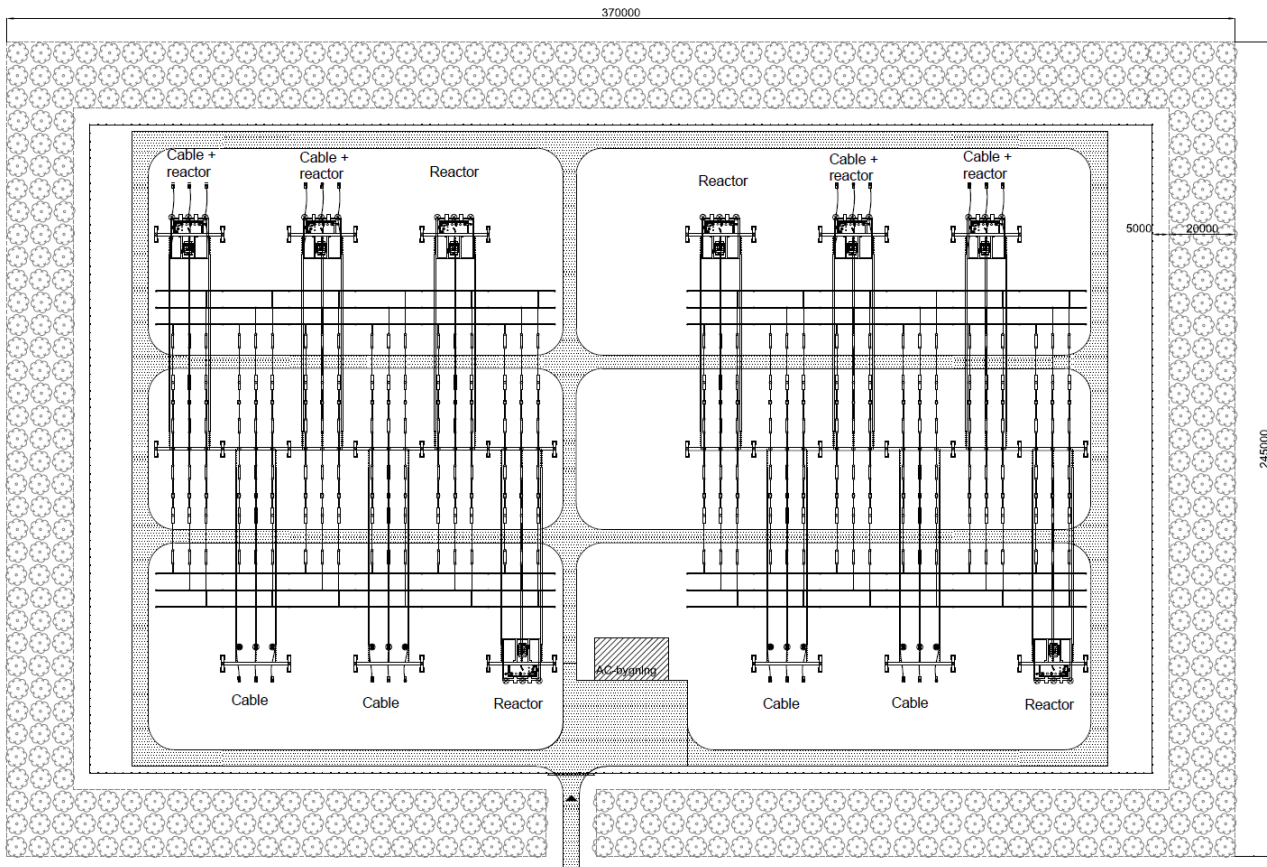 370000
Cable +
reactor
Cable +
reactor
Reactor
Reactor
Cable +
reactor
Cable +
reactor
5000
20000
245000
AC-bygning
Cable
Cable
Reactor
Cable
Cable
Reactor